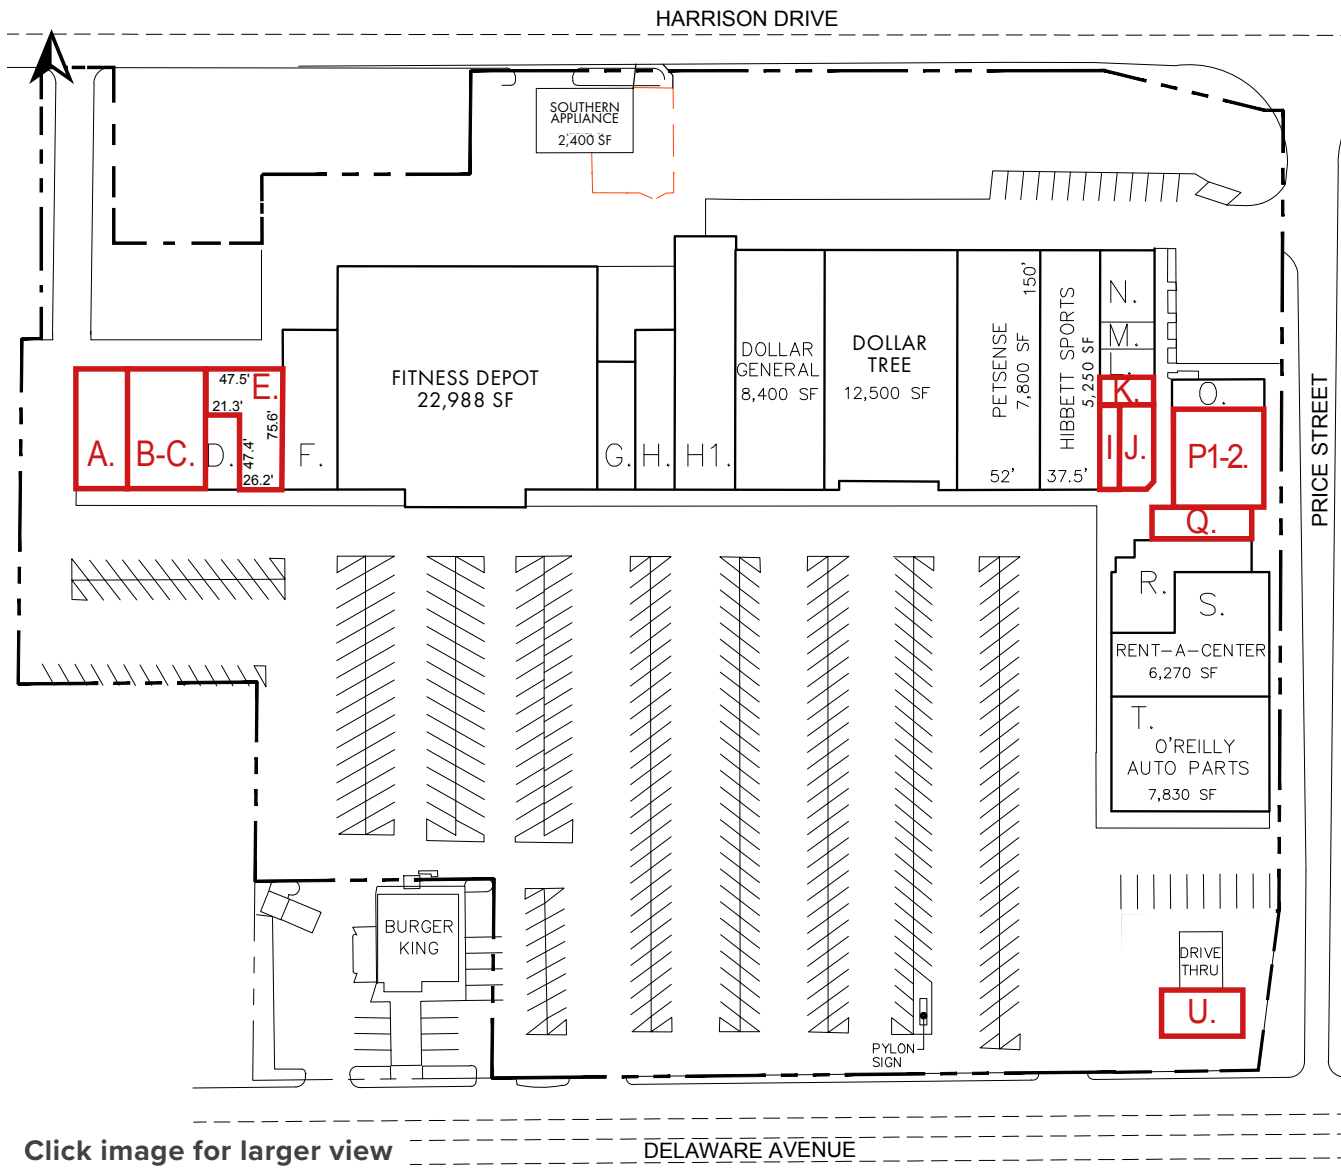 HARRISON DRIVE
SOUTHERN
APPLIANCE
2,400 SF
N.
M.
L.
K.
I
J.
O.
P1-2.
Q.
150'
PETSENSE
7,800 SF
52'
HIBBETT SPORTS
5,250 SF
37.5'
DOLLAR
TREE
12,500 SF
DOLLAR
GENERAL
8,400 SF
FITNESS DEPOT
22,988 SF
47.5'
E.
21.3'
75.6'
47.4'
26.2'
A.
B-C.
D.
F.
G.
H.
H1.
PRICE STREET
R.
S.
RENT-A-CENTER
6,270 SF
T.
O'REILLY
AUTO PARTS
7,830 SF
BURGER
KING
DRIVE
THRU
U.
PYLON
SIGN
Click image for larger view
DELAWARE AVENUE